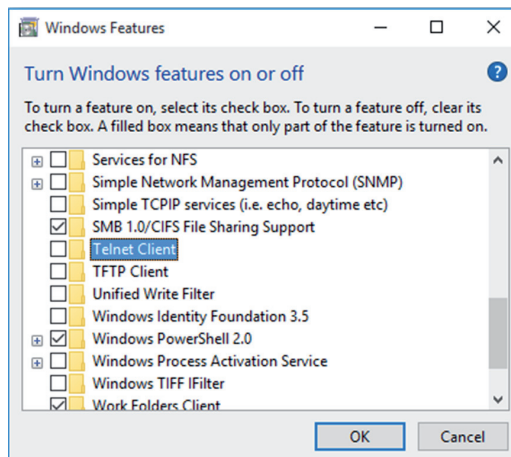 Windows Features
Turn Windows features on or off
To turn a feature on, select its check box. To turn a feature off, clear its
check box. A filled box means that only part of the feature is turned on.
Services for NFS
Simple Network Management Protocol (SNMP)
Simple TCPIP services (i.e. echo, daytime etc)
SMB 1.0/CIFS File Sharing Support
Telnet Client
TFTP Client
Unified Write Filter
Windows Identity Foundation 3.5
Windows PowerShell 2.0
Windows Process Activation Service
Windows TIFF IFilter
Work Folders Client
OK Cancel